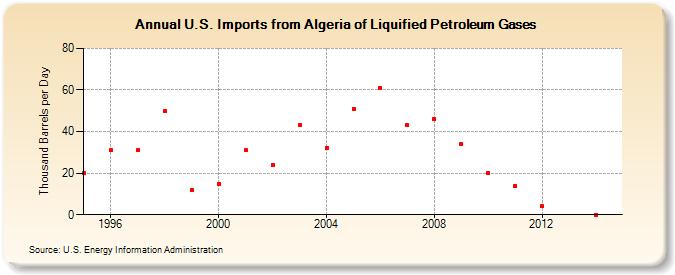 Annual U.S. Imports from Algeria of Liquified Petroleum Gases
Thousand Barrels per Day
80
60
40
20
0
1996 2000 2004 2008 2012
Source: U.S. Energy Information Administration